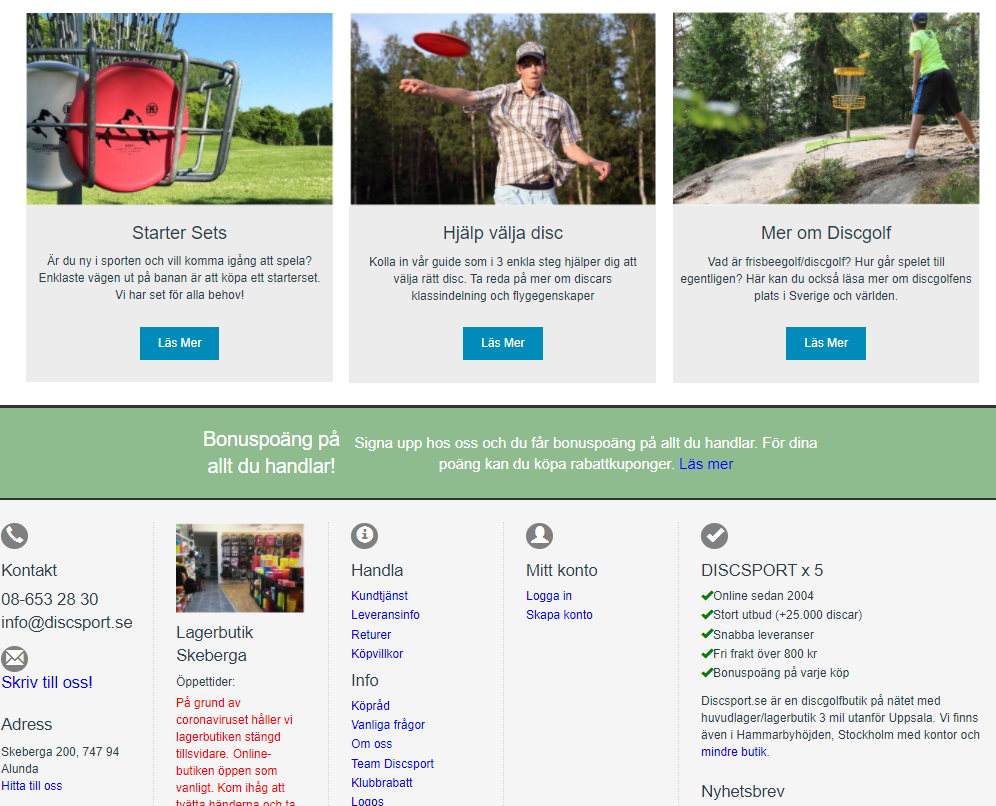 Starter Sets
Är du ny i sporten och vill komma igång att spela?
Enklaste vägen ut på banan är att köpa ett starterset.
Vi har set för alla behov!
Läs Mer
Hjälp välja disc
Kolla in vår guide som i 3 enkla steg hjälper dig att
välja rätt disc. Ta reda på mer om discars
klassindelning och flygegenskaper
Läs Mer
Mer om Discgolf
Vad är frisbeegolf/discgolf? Hur går spelet till
egentligen? Här kan du också läsa mer om discgolfens
plats i Sverige och världen.
Läs Mer
Bonuspoäng på
allt du handlar!
Signa upp hos oss och du får bonuspoäng på allt du handlar. För dina
poäng kan du köpa rabattkuponger. Läs mer
Kontakt
08-653 28 30
info@discsport.se
Skriv till oss!
Adress
Skeberga 200, 747 94
Alunda
Hitta till oss
Lagerbutik
Skeberga
Öppettider:
På grund av
coronaviruset håller vi
lagerbutiken stängd
tillsvidare. Online-
butiken öppen som
vanligt. Kom ihåg att
tvätta händerna och ta
Handla
Kundtjänst
Leveransinfo
Returer
Köpvillkor
Info
Köpråd
Vanliga frågor
Om oss
Team Discsport
Klubbrabatt
Logos
Mitt konto
Logga in
Skapa konto
DISCSPORT x 5
Online sedan 2004
Stort utbud (+25.000 discar)
Snabba leveranser
Fri frakt över 800 kr
Bonuspoäng på varje köp
Discsport.se är en discgolfbutik på nätet med
huvudlager/lagerbutik 3 mil utanför Uppsala. Vi finns
även i Hammarbyhöjden, Stockholm med kontor och
mindre butik.
Nyhetsbrev